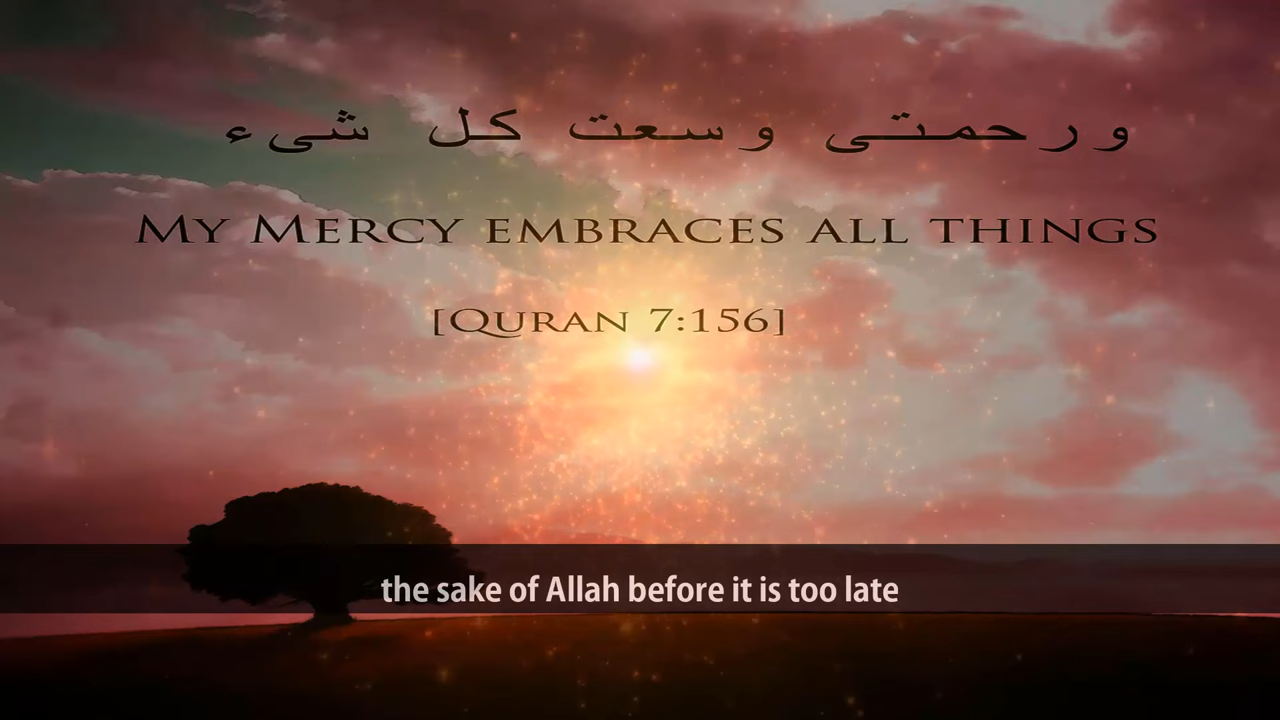 ورحمتى وسعت كل شىء
My Mercy embraces all things
[Quran 7:156]
the sake of Allah before it is too late